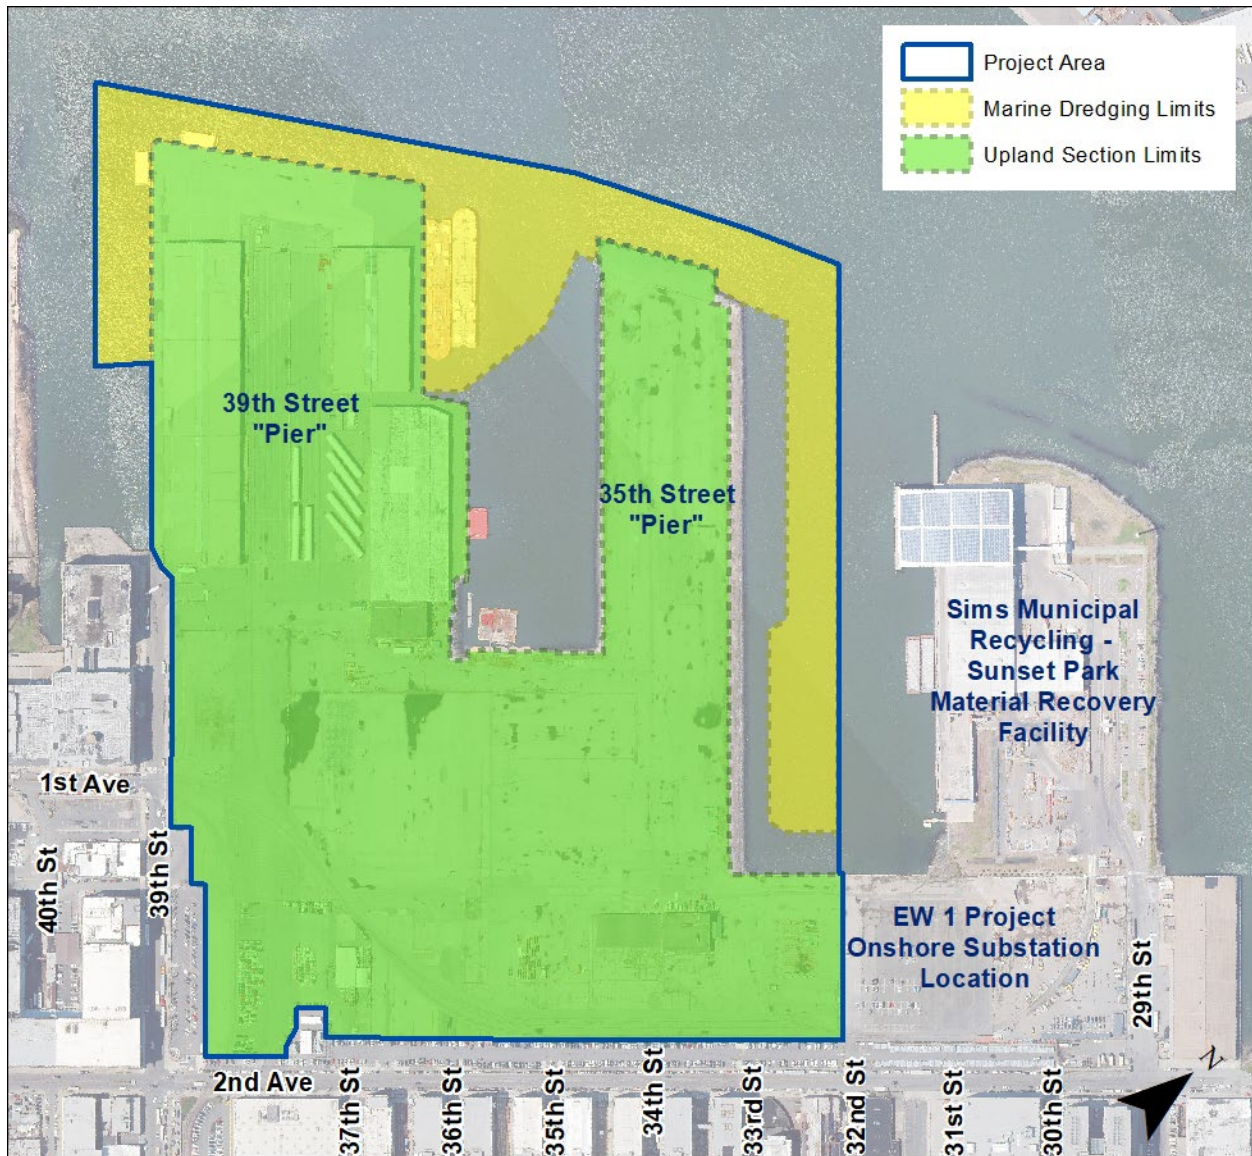 Project Area
Marine Dredging Limits
Upland Section Limits
39th Street
"Pier"
35th Street
"Pier"
Sims Municipal
Recycling -
Sunset Park
Material Recovery
Facility
1st Ave
40th St
39th St
EW 1 Project
Onshore Substation
Location
29th St
2nd Ave
37th St
36th St
35th St
34th St
33rd St
32nd St
31st St
30th St
N